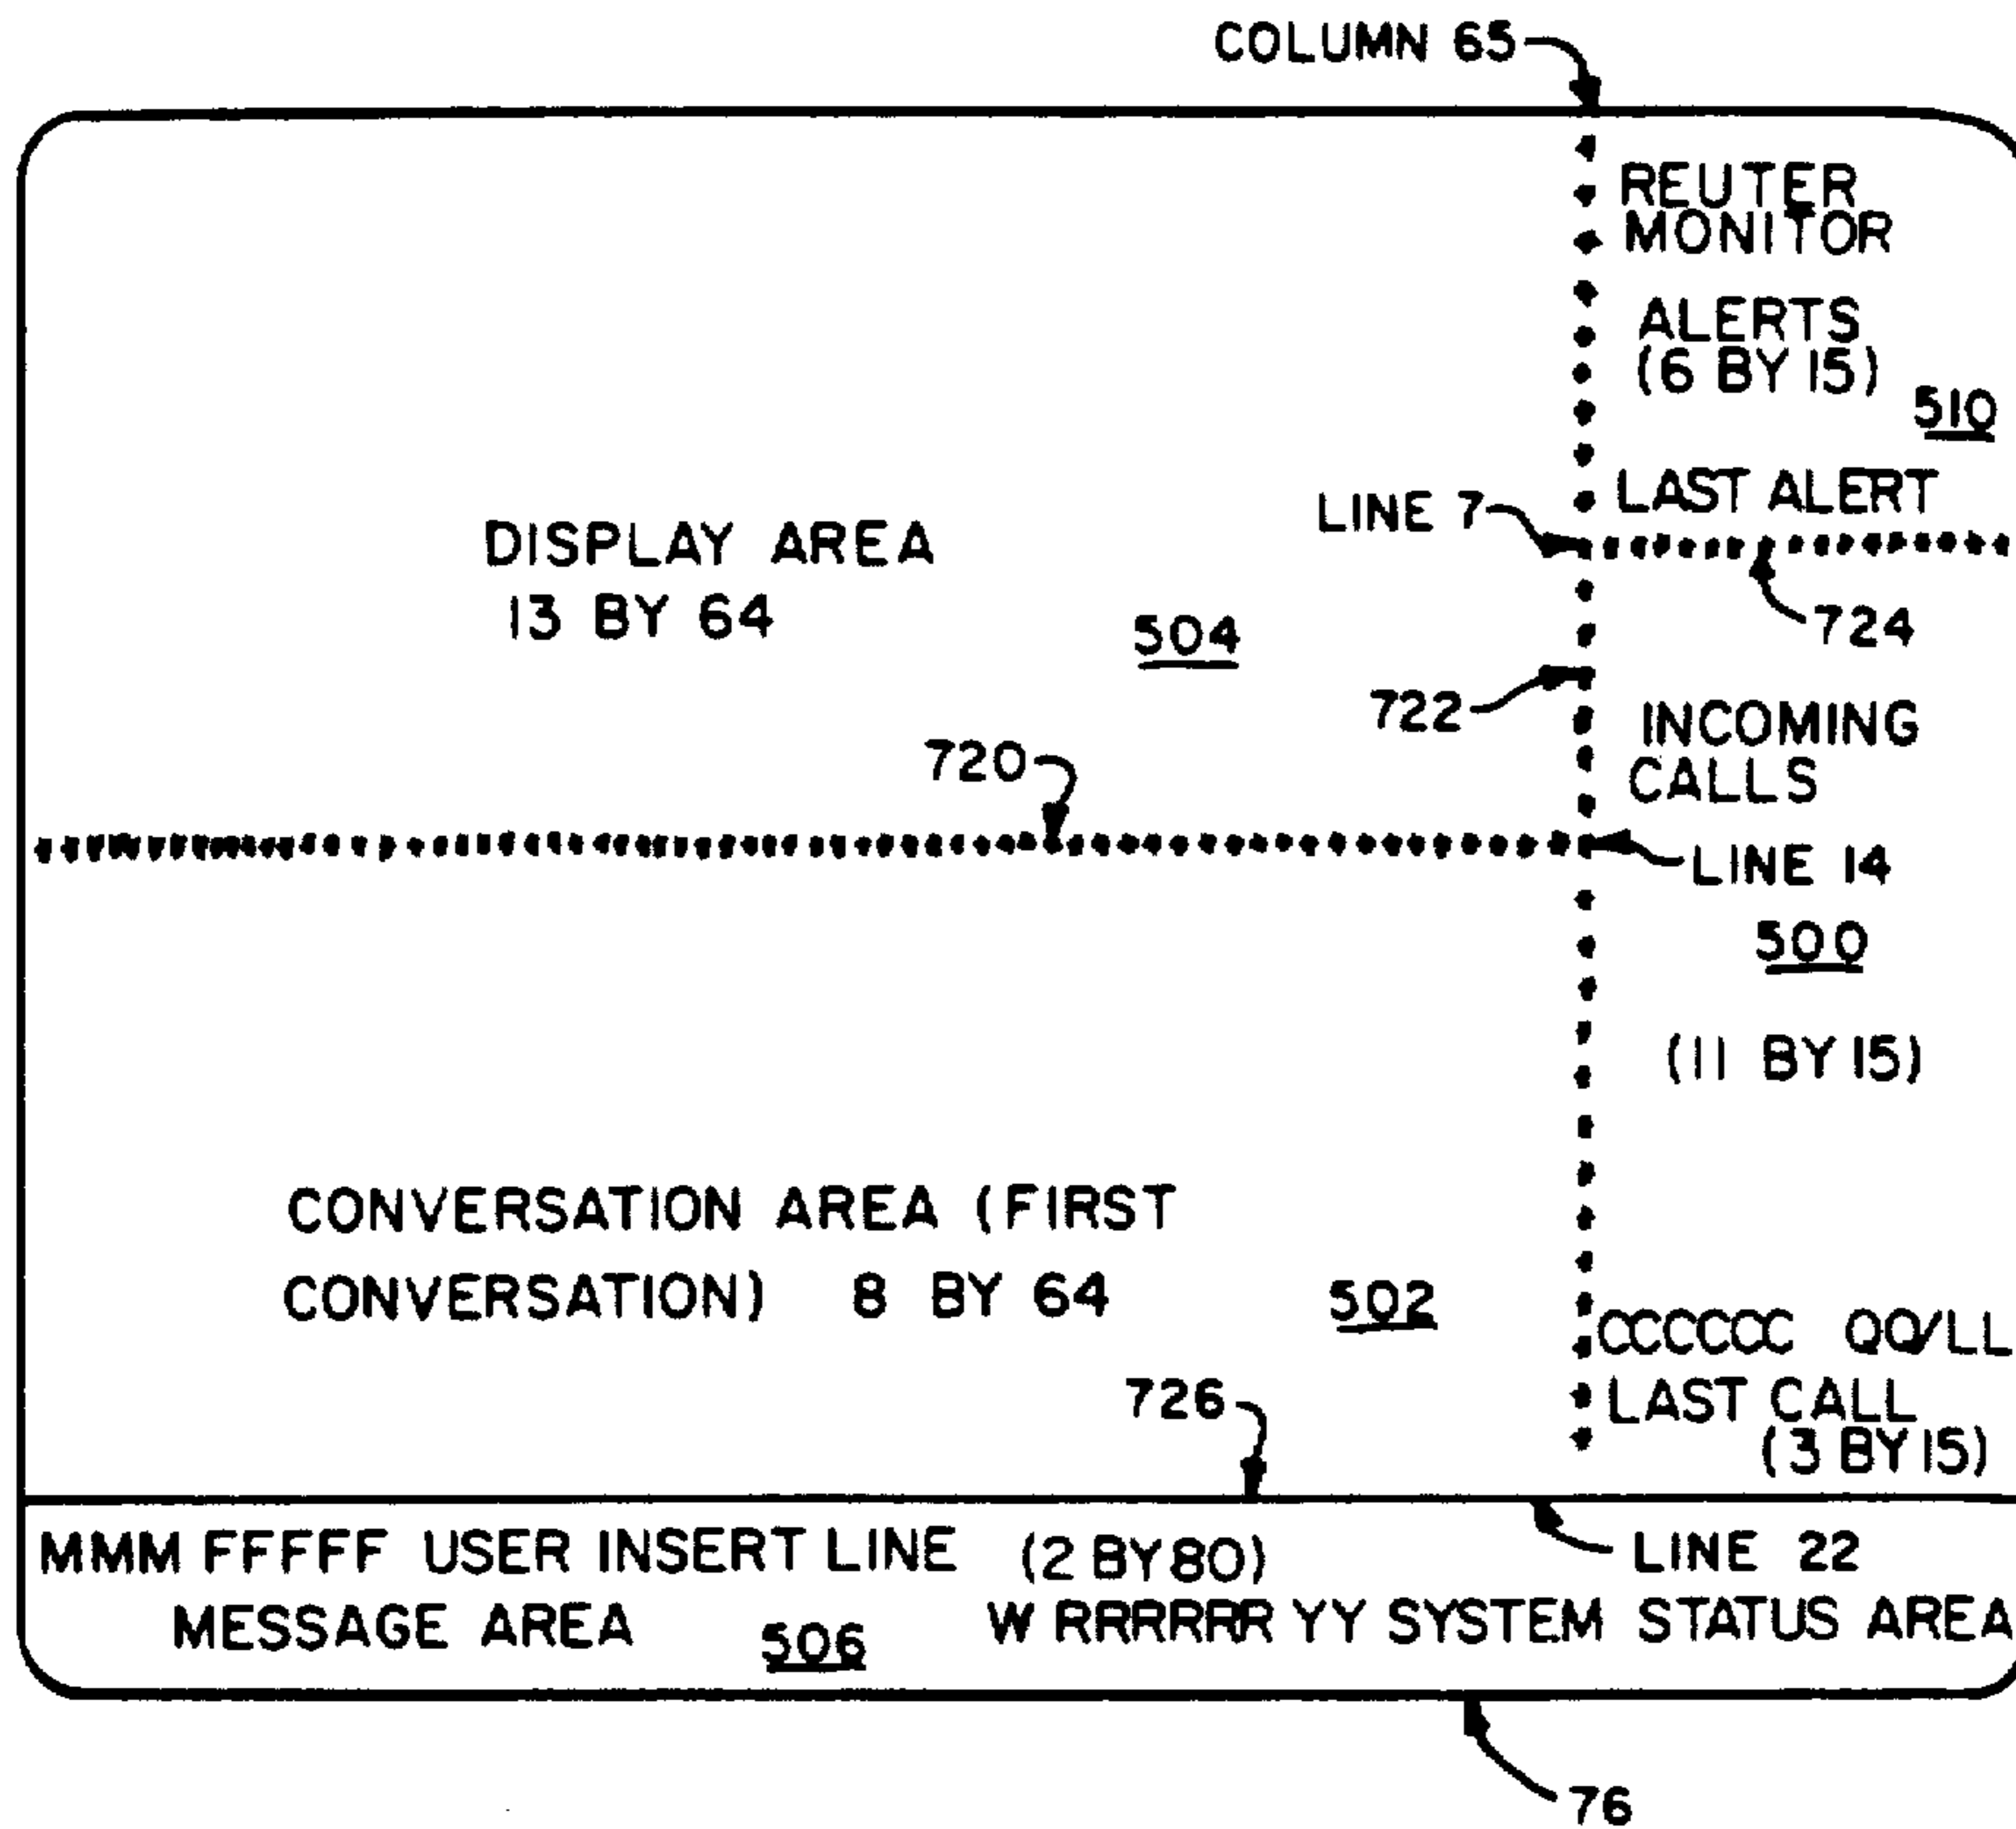 COLUMN 65
REUTER
MONITOR
ALERTS
(6 BY 15)
510
LAST ALERT
LINE 7
724
DISPLAY AREA
13 BY 64
504
722
INCOMING
CALLS
720
LINE 14
500
(11 BY 15)
CONVERSATION AREA (FIRST
CONVERSATION) 8 BY 64
502
CCCCCC QQ/LL
LAST CALL
(3 BY 15)
726
MMM FFFFF USER INSERT LINE (2 BY 80)
LINE 22
MESSAGE AREA 506 W RRRRRR YY SYSTEM STATUS AREA
76